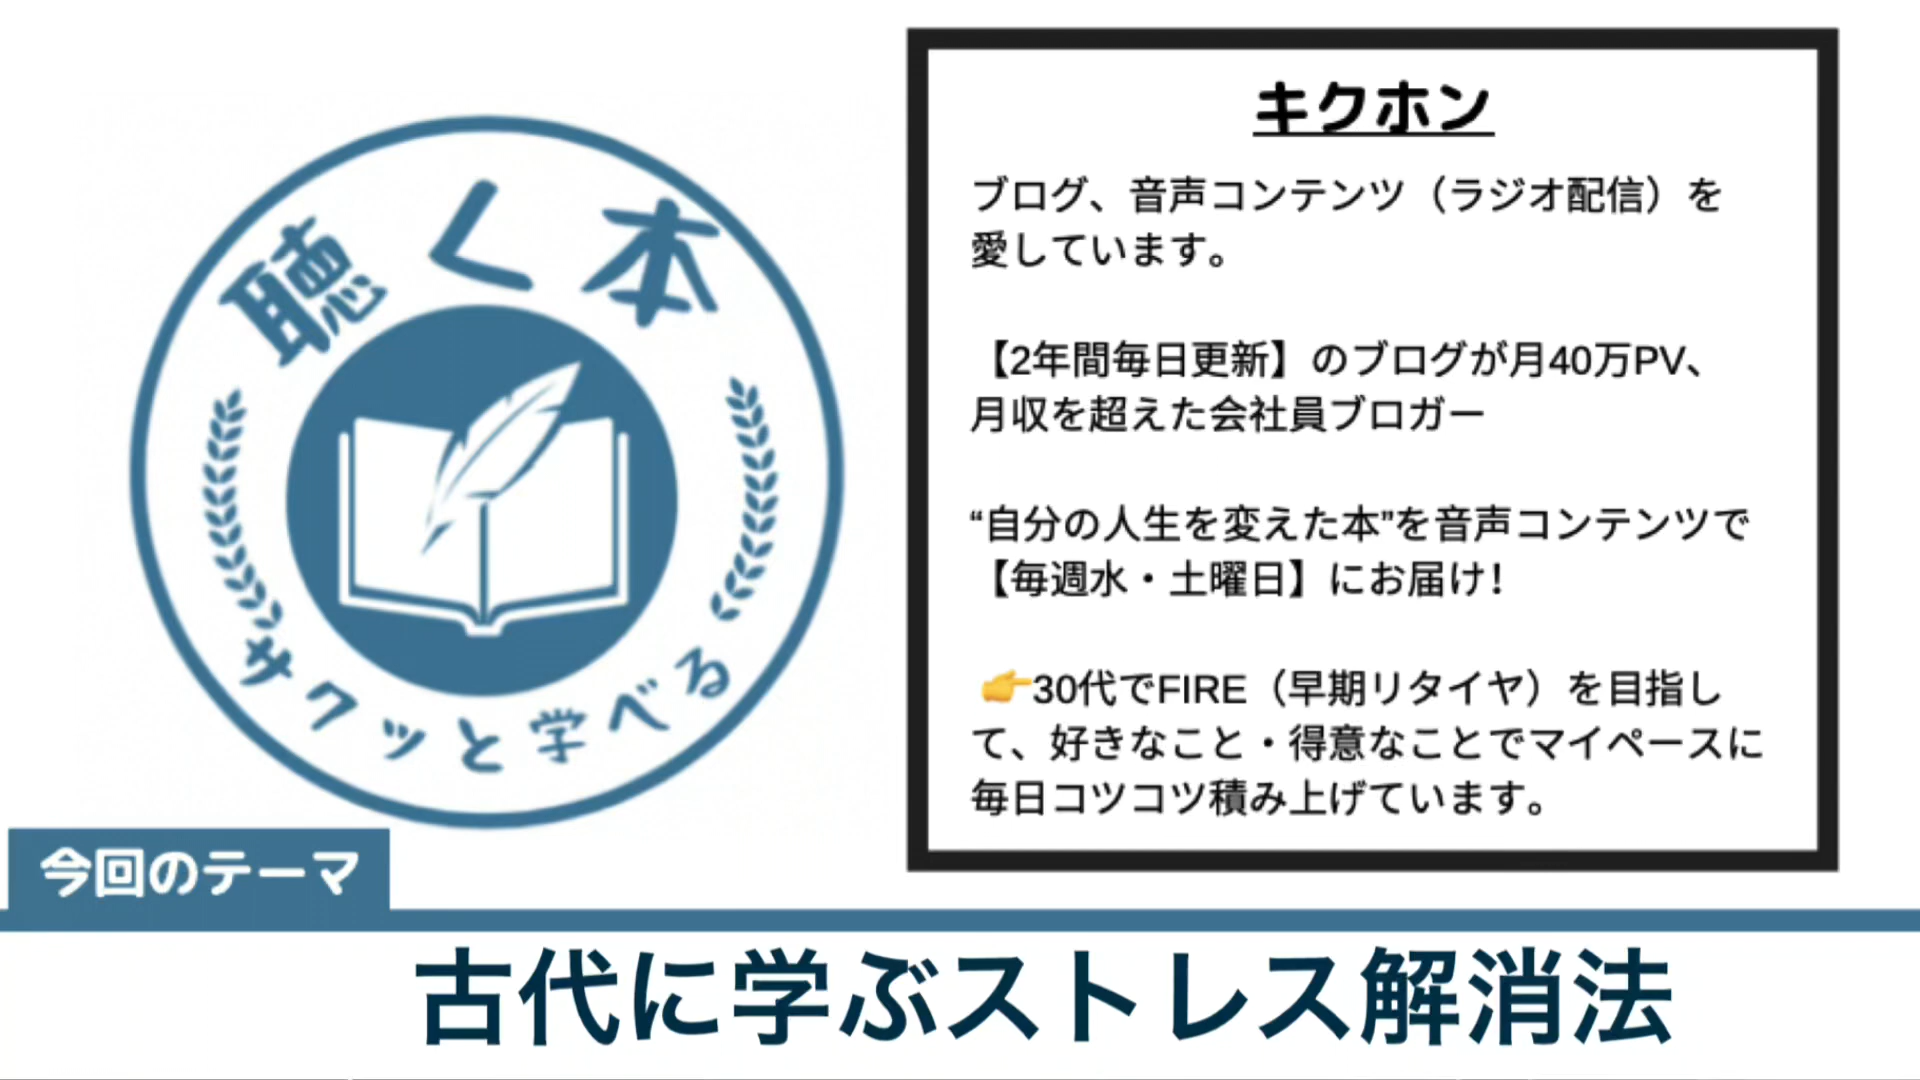 聴く本
サクッと学べる
キクホン
ブログ、音声コンテンツ（ラジオ配信）を
愛しています。
【2年間毎日更新】のブログが月40万PV、
月収を超えた会社員ブロガー
“自分の人生を変えた本”を音声コンテンツで
【毎週水・土曜日】にお届け！
👉30代でFIRE（早期リタイヤ）を目指し
て、好きなこと・得意なことでマイペースに
毎日コツコツ積み上げています。
今回のテーマ
古代に学ぶストレス解消法